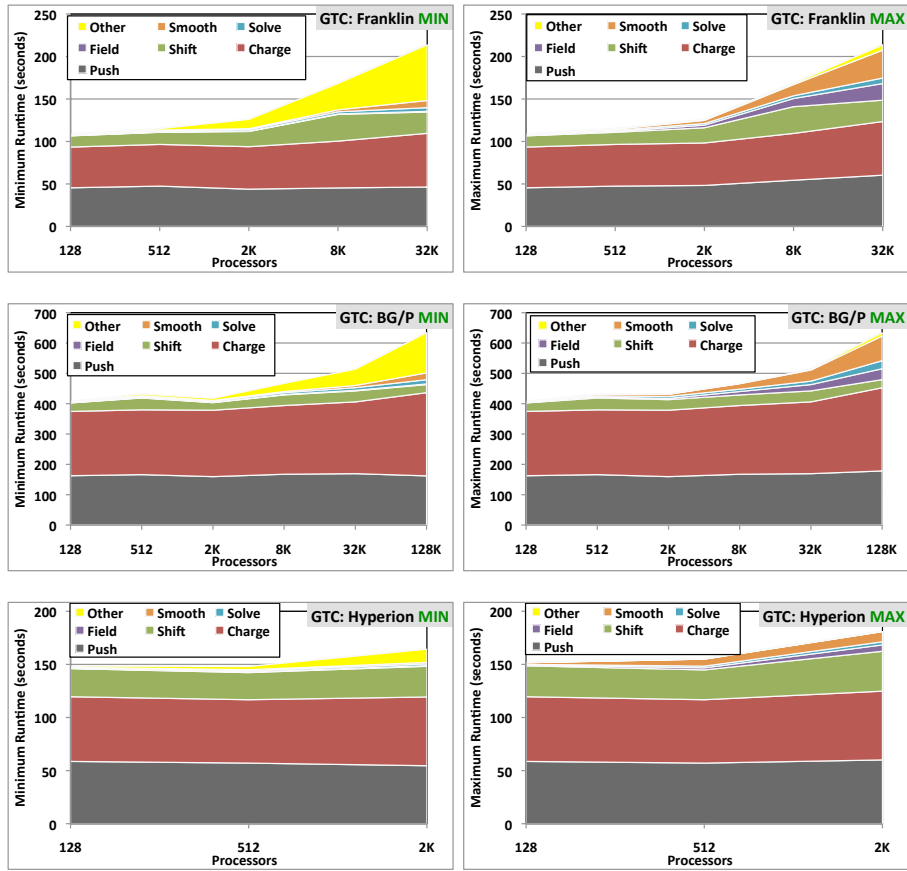 GTC: Franklin MIN
Other Smooth Solve
Field Shift Charge
Push
Minimum Runtime (seconds)
250
200
150
100
50
0
128 512 2K 8K 32K
Processors
GTC: Franklin MAX
Other Smooth Solve
Field Shift Charge
Push
Maximum Runtime (seconds)
250
200
150
100
50
0
128 512 2K 8K 32K
Processors
GTC: BG/P MIN
Other Smooth Solve
Field Shift Charge
Push
Minimum Runtime (seconds)
700
600
500
400
300
200
100
0
128 512 2K 8K 32K 128K
Processors
GTC: BG/P MAX
Other Smooth Solve
Field Shift Charge
Push
Maximum Runtime (seconds)
700
600
500
400
300
200
100
0
128 512 2K 8K 32K 128K
Processors
GTC: Hyperion MIN
Other Smooth Solve
Field Shift Charge
Push
Minimum Runtime (seconds)
200
150
100
50
0
128 512 2K
Processors
GTC: Hyperion MAX
Other Smooth Solve
Field Shift Charge
Push
Maximum Runtime (seconds)
200
150
100
50
0
128 512 2K
Processors